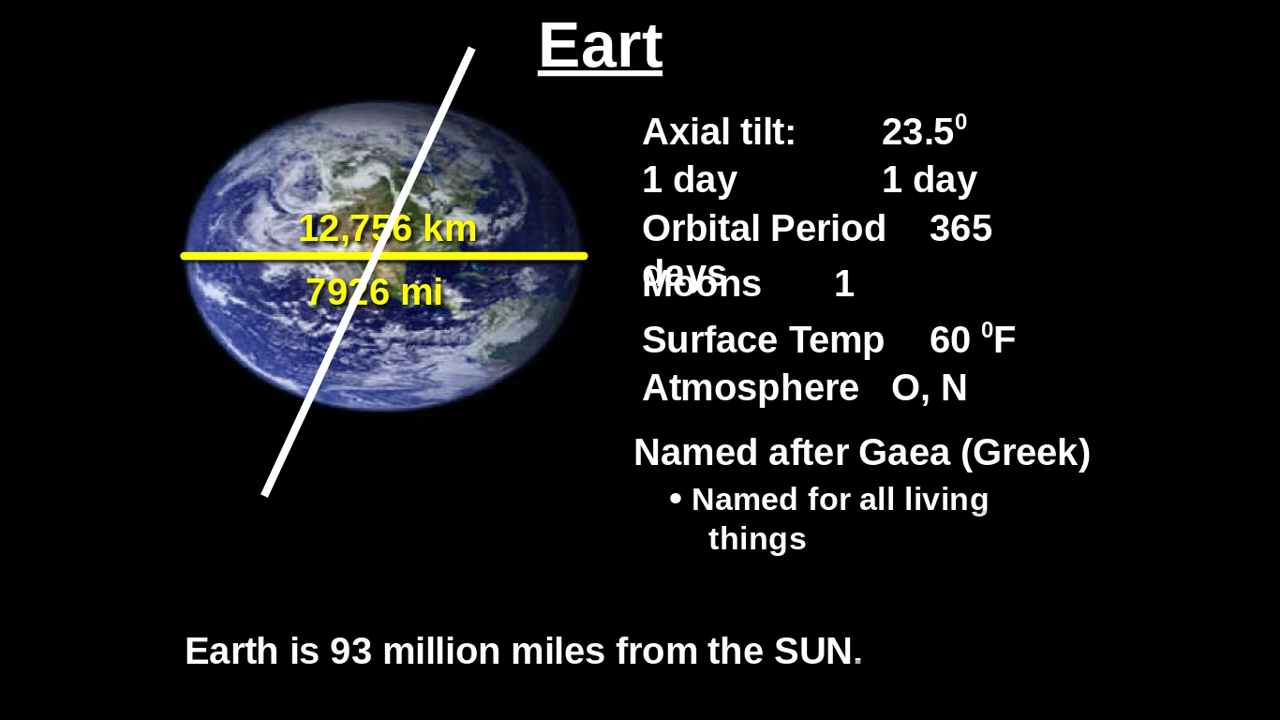 Eart
12,756 km
7926 mi
Axial tilt: 23.5⁰
1 day 1 day
Orbital Period 365
days
Moons 1
Surface Temp 60 ⁰F
Atmosphere O, N
Named after Gaea (Greek)
• Named for all living
things
Earth is 93 million miles from the SUN.